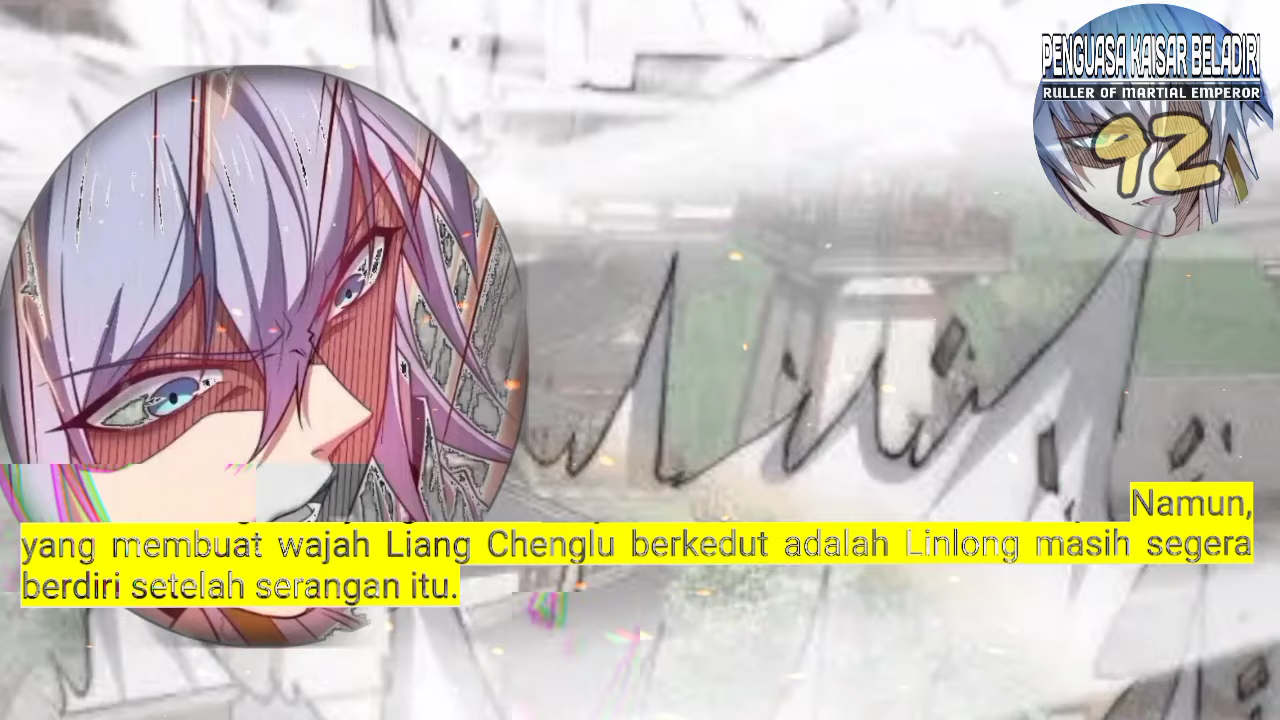 PENGUASA KAISAR BELADIRI
RULLER OF MARTIAL EMPEROR
92
Namun,
yang membuat wajah Liang Chenglu berkedut adalah Linlong masih segera
berdiri setelah serangan itu.